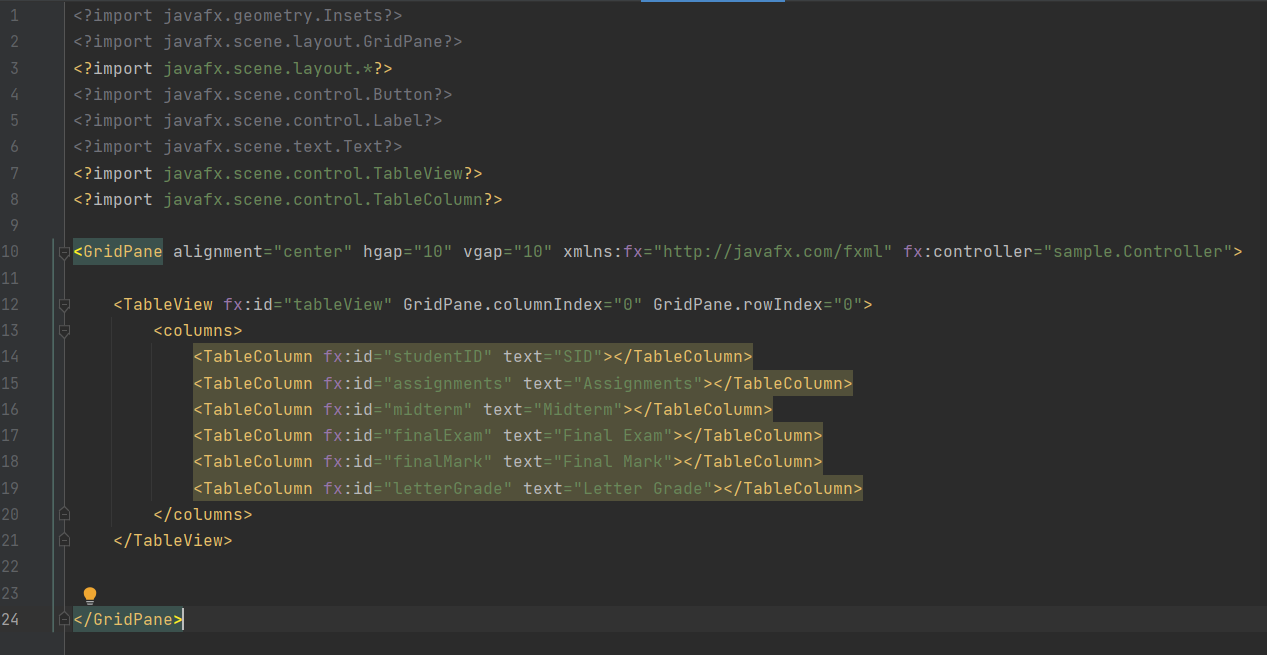 1 <?import javafx.geometry.Insets?>
2 <?import javafx.scene.layout.GridPane?>
3 <?import javafx.scene.layout.*?>
4 <?import javafx.scene.control.Button?>
5 <?import javafx.scene.control.Label?>
6 <?import javafx.scene.text.Text?>
7 <?import javafx.scene.control.TableView?>
8 <?import javafx.scene.control.TableColumn?>
9
10 <GridPane alignment="center" hgap="10" vgap="10" xmlns:fx="http://javafx.com/fxml" fx:controller="sample.Controller">
11
12     <TableView fx:id="tableView" GridPane.columnIndex="0" GridPane.rowIndex="0">
13         <columns>
14             <TableColumn fx:id="studentID" text="SID"></TableColumn>
15             <TableColumn fx:id="assignments" text="Assignments"></TableColumn>
16             <TableColumn fx:id="midterm" text="Midterm"></TableColumn>
17             <TableColumn fx:id="finalExam" text="Final Exam"></TableColumn>
18             <TableColumn fx:id="finalMark" text="Final Mark"></TableColumn>
19             <TableColumn fx:id="letterGrade" text="Letter Grade"></TableColumn>
20         </columns>
21     </TableView>
22
23
24 </GridPane>